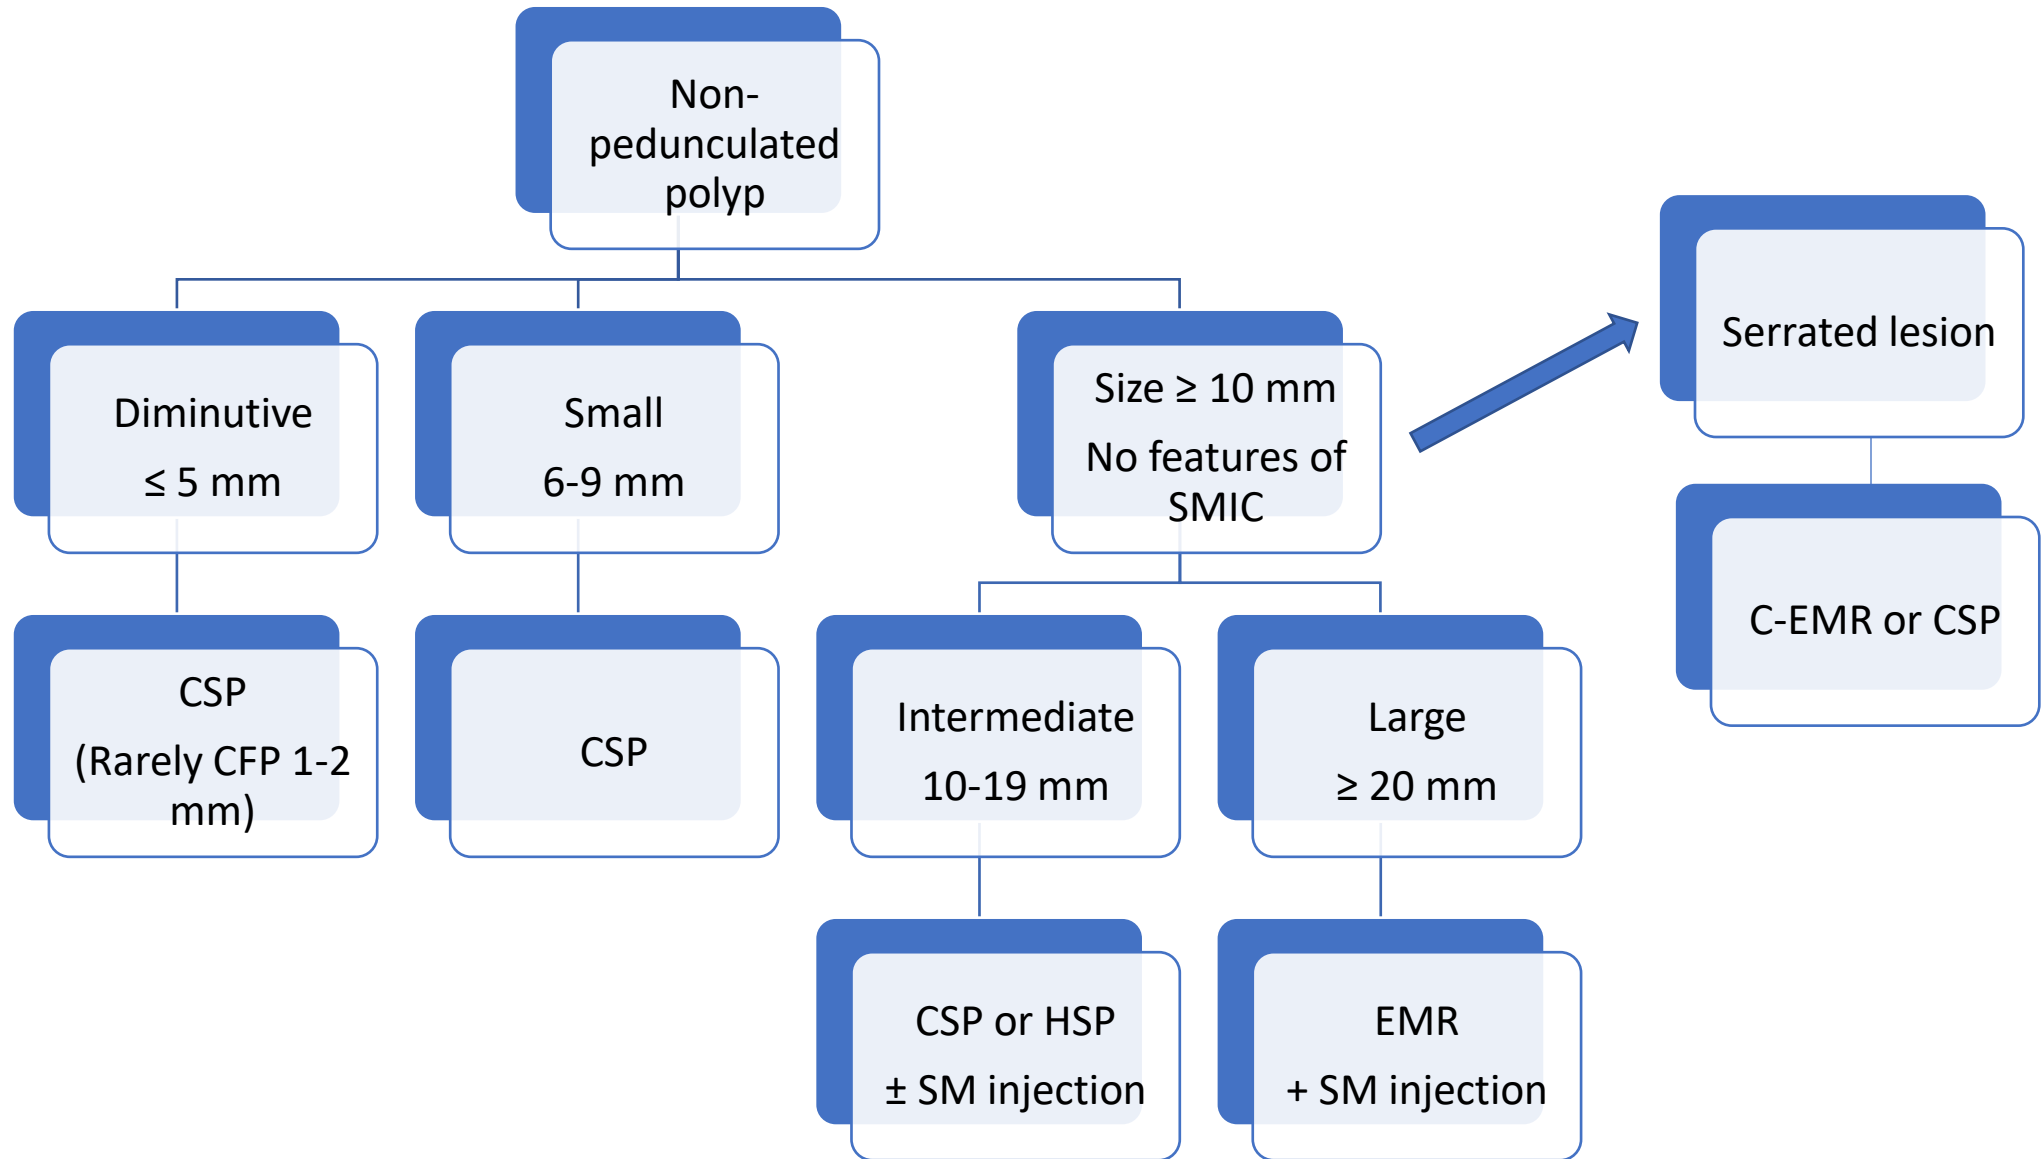 Non-
pedunculated
polyp
Serrated lesion
Diminutive
≤ 5 mm
Small
6-9 mm
Size ≥ 10 mm
No features of
SMIC
C-EMR or CSP
CSP
(Rarely CFP 1-2
mm)
CSP
Intermediate
10-19 mm
Large
≥ 20 mm
CSP or HSP
± SM injection
EMR
+ SM injection